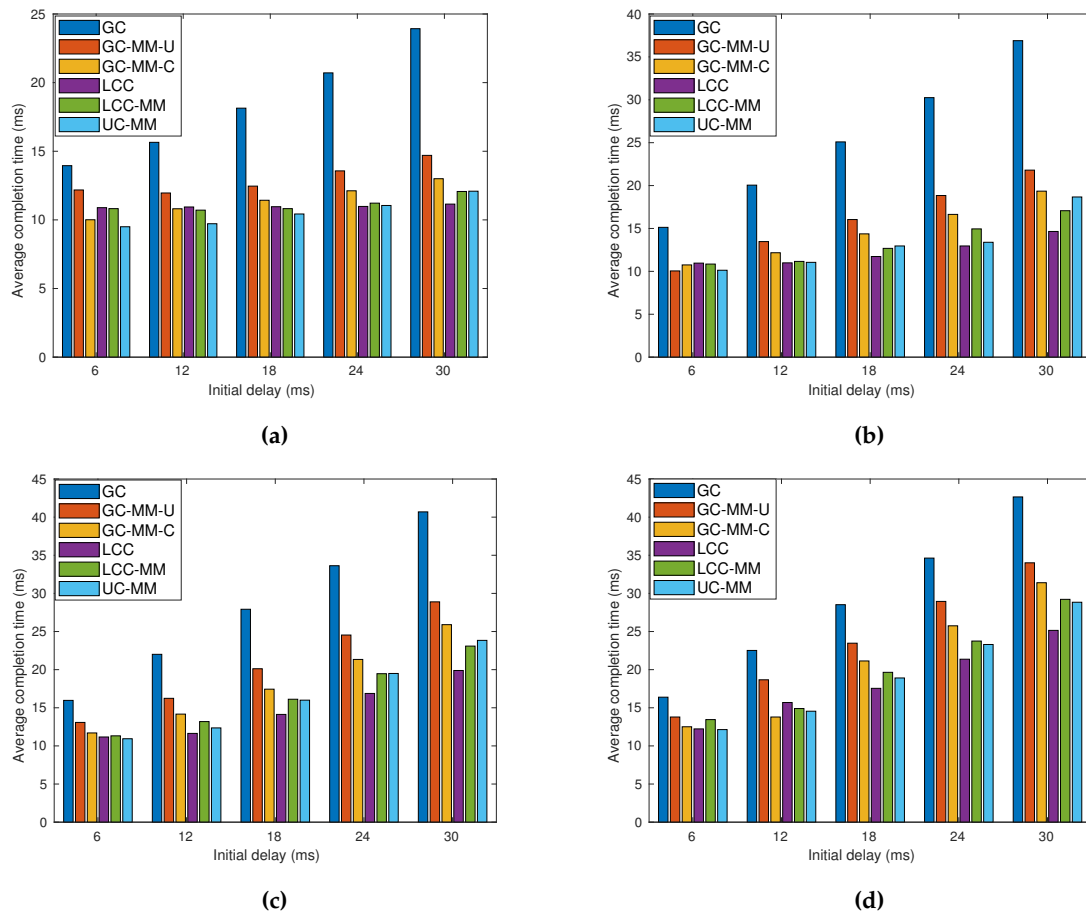 25
20
15
10
5
0
Average completion time (ms)
GC
GC-MM-U
GC-MM-C
LCC
LCC-MM
UC-MM
6 12 18 24 30
Initial delay (ms)
(a)
40
35
30
25
20
15
10
5
0
Average completion time (ms)
GC
GC-MM-U
GC-MM-C
LCC
LCC-MM
UC-MM
6 12 18 24 30
Initial delay (ms)
(b)
45
40
35
30
25
20
15
10
5
0
Average completion time (ms)
GC
GC-MM-U
GC-MM-C
LCC
LCC-MM
UC-MM
6 12 18 24 30
Initial delay (ms)
(c)
45
40
35
30
25
20
15
10
5
0
Average completion time (ms)
GC
GC-MM-U
GC-MM-C
LCC
LCC-MM
UC-MM
6 12 18 24 30
Initial delay (ms)
(d)